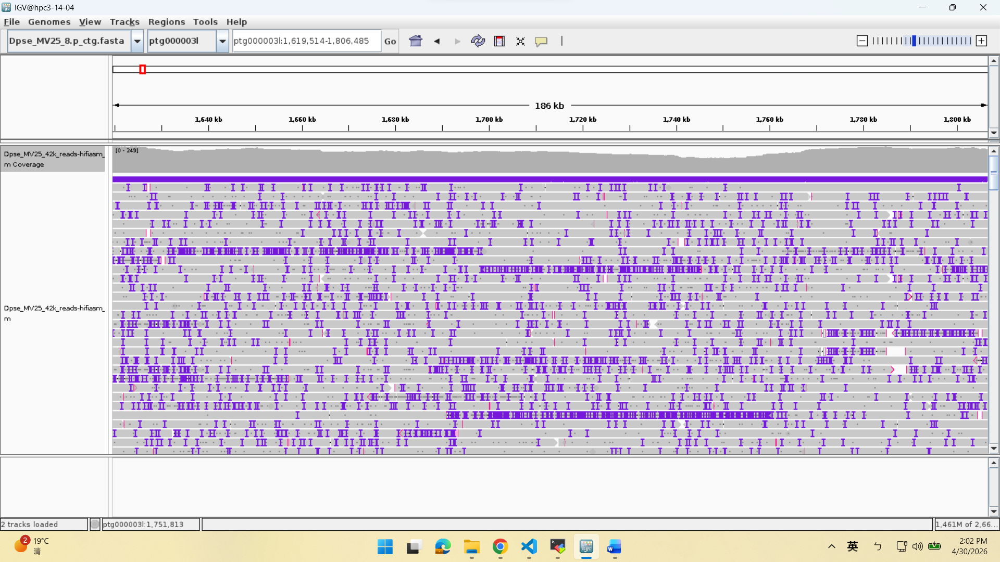 IGV@hpc3-14-04
File Genomes View Tracks Regions Tools Help
Dpse_MV25_8.p_ctg.fasta ptg000003l ptg000003l:1,619,514-1,806,485 Go
186 kb
1,640 kb 1,660 kb 1,680 kb 1,700 kb 1,720 kb 1,740 kb 1,760 kb 1,780 kb 1,800 kb
Dpse_MV25_42k_reads-hifiasm_
m Coverage
[0 - 249]
Dpse_MV25_42k_reads-hifiasm_
m
2 tracks loaded ptg000003l:1,751,813 1,461M of 2,66...
2 19°C
晴
英 ㄣ
2:02 PM
4/30/2026